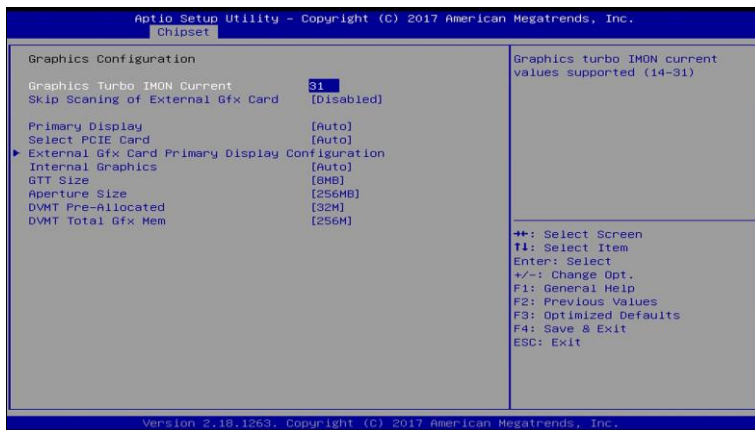 Aptio Setup Utility – Copyright (C) 2017 American Megatrends, Inc.
Chipset
Graphics Configuration
Graphics Turbo IMON Current 31
Skip Scaning of External Gfx Card [Disabled]
Primary Display [Auto]
Select PCIE Card [Auto]
External Gfx Card Primary Display Configuration
Internal Graphics [Auto]
GTT Size [8MB]
Aperture Size [256MB]
DVMT Pre-Allocated [32M]
DVMT Total Gfx Mem [256M]
Graphics turbo IMON current
values supported (14-31)
→←: Select Screen
↑↓: Select Item
Enter: Select
+/-: Change Opt.
F1: General Help
F2: Previous Values
F3: Optimized Defaults
F4: Save & Exit
ESC: Exit
Version 2.18.1263. Copyright (C) 2017 American Megatrends, Inc.